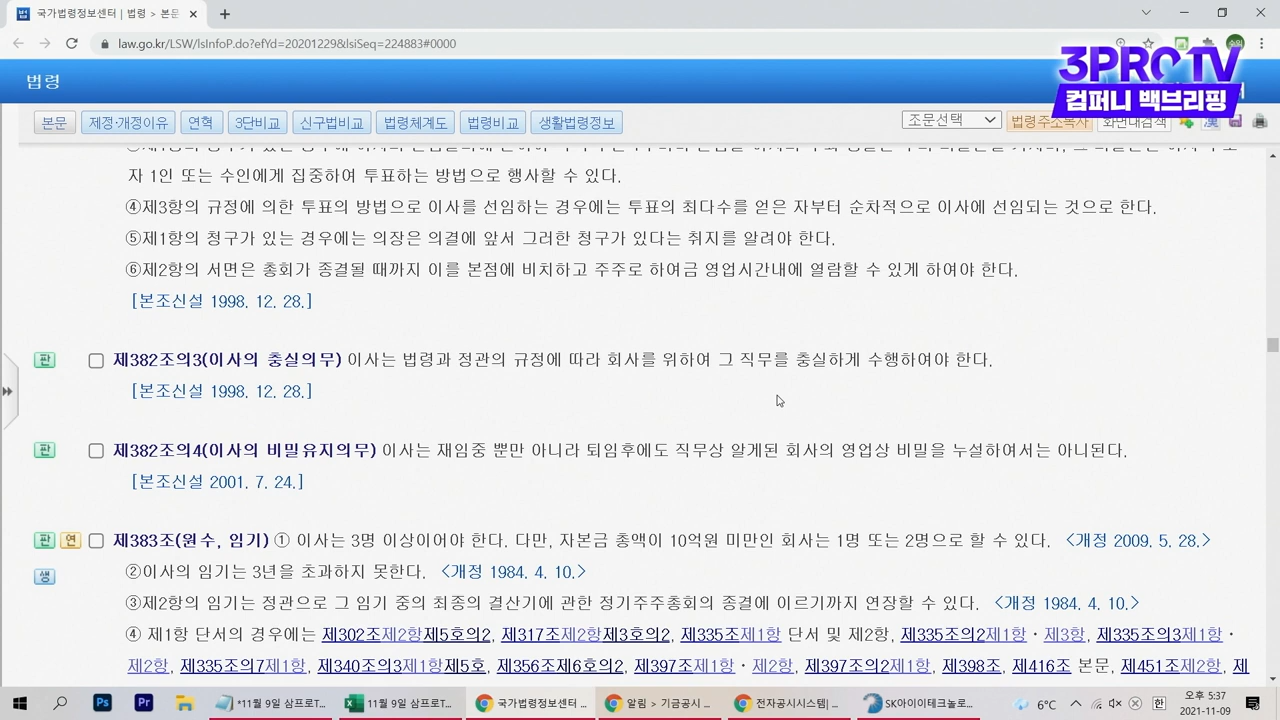 국가법령정보센터 | 법령 > 본문
law.go.kr/LSW/lsInfoP.do?efYd=20201229&lsiSeq=224883#0000
수익
3PROTV
컴퍼니 백브리핑
법령
본문 제정·개정이유 연혁 3단비교 신구법비교 법령체계도 법령비교 생활법령정보 조문선택 법령주소복사 화면내검색
자 1인 또는 수인에게 집중하여 투표하는 방법으로 행사할 수 있다.
④제3항의 규정에 의한 투표의 방법으로 이사를 선임하는 경우에는 투표의 최다수를 얻은 자부터 순차적으로 이사에 선임되는 것으로 한다.
⑤제1항의 청구가 있는 경우에는 의장은 의결에 앞서 그러한 청구가 있다는 취지를 알려야 한다.
⑥제2항의 서면은 총회가 종결될 때까지 이를 본점에 비치하고 주주로 하여금 영업시간내에 열람할 수 있게 하여야 한다.
[본조신설 1998. 12. 28.]
판 제382조의3(이사의 충실의무) 이사는 법령과 정관의 규정에 따라 회사를 위하여 그 직무를 충실하게 수행하여야 한다.
[본조신설 1998. 12. 28.]
판 제382조의4(이사의 비밀유지의무) 이사는 재임중 뿐만 아니라 퇴임후에도 직무상 알게된 회사의 영업상 비밀을 누설하여서는 아니된다.
[본조신설 2001. 7. 24.]
판 연 제383조(원수, 임기) ① 이사는 3명 이상이어야 한다. 다만, 자본금 총액이 10억원 미만인 회사는 1명 또는 2명으로 할 수 있다. <개정 2009. 5. 28.>
생 ②이사의 임기는 3년을 초과하지 못한다. <개정 1984. 4. 10.>
③제2항의 임기는 정관으로 그 임기 중의 최종의 결산기에 관한 정기주주총회의 종결에 이르기까지 연장할 수 있다. <개정 1984. 4. 10.>
④ 제1항 단서의 경우에는 제302조제2항제5호의2, 제317조제2항제3호의2, 제335조제1항 단서 및 제2항, 제335조의2제1항ㆍ제3항, 제335조의3제1항ㆍ
제2항, 제335조의7제1항, 제340조의3제1항제5호, 제356조제6호의2, 제397조제1항ㆍ제2항, 제397조의2제1항, 제398조, 제416조 본문, 제451조제2항, 제
Ps Pr *11월 9일 삼프로T... 11월 9일 삼프로T... 국가법령정보센터 ... 알림 > 기금공시 ... 전자공시시스템 | ... SK아이이테크놀로... 6°C 한 오후 5:37
2021-11-09